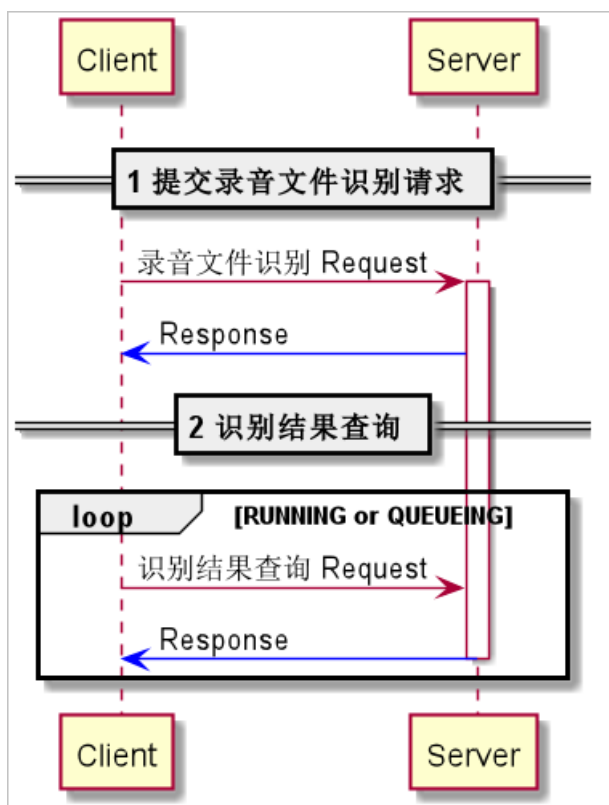 Client Server
1 提交录音文件识别请求
录音文件识别 Request
Response
2 识别结果查询
loop [RUNNING or QUEUEING]
识别结果查询 Request
Response
Client Server